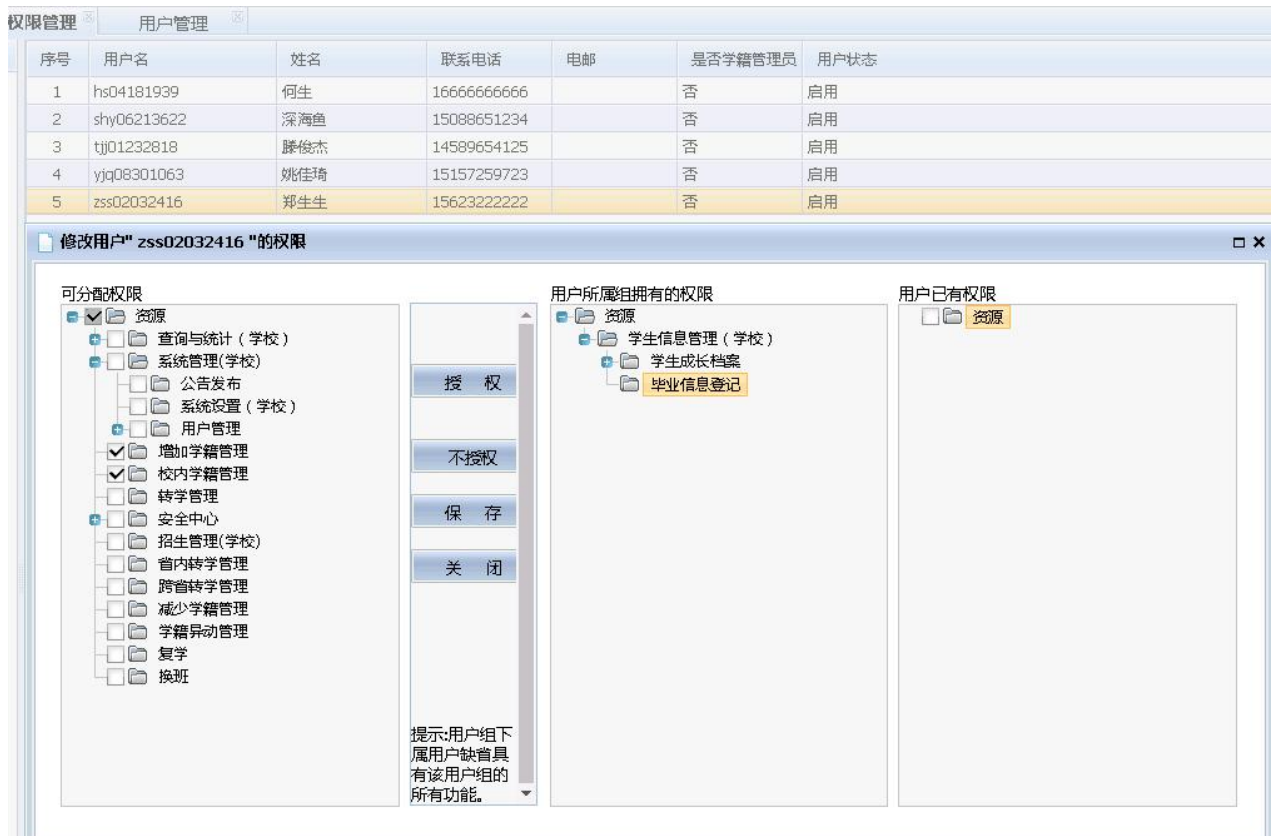 权限管理 用户管理
序号 用户名 姓名 联系电话 电邮 是否学籍管理员 用户状态
1 hs04181939 何生 16666666666 否 启用
2 shy06213622 深海鱼 15088651234 否 启用
3 tjj01232818 滕俊杰 14589654125 否 启用
4 yjq08301063 姚佳琦 15157259723 否 启用
5 zss02032416 郑生生 15623222222 否 启用
修改用户" zss02032416 "的权限
可分配权限
资源
查询与统计（学校）
系统管理(学校)
公告发布
系统设置（学校）
用户管理
增加学籍管理
校内学籍管理
转学管理
安全中心
招生管理(学校)
省内转学管理
跨省转学管理
减少学籍管理
学籍异动管理
复学
换班
授 权
不授权
保 存
关 闭
提示:用户组下
属用户缺省具
有该用户组的
所有功能。
用户所属组拥有的权限
资源
学生信息管理（学校）
学生成长档案
毕业信息登记
用户已有权限
资源